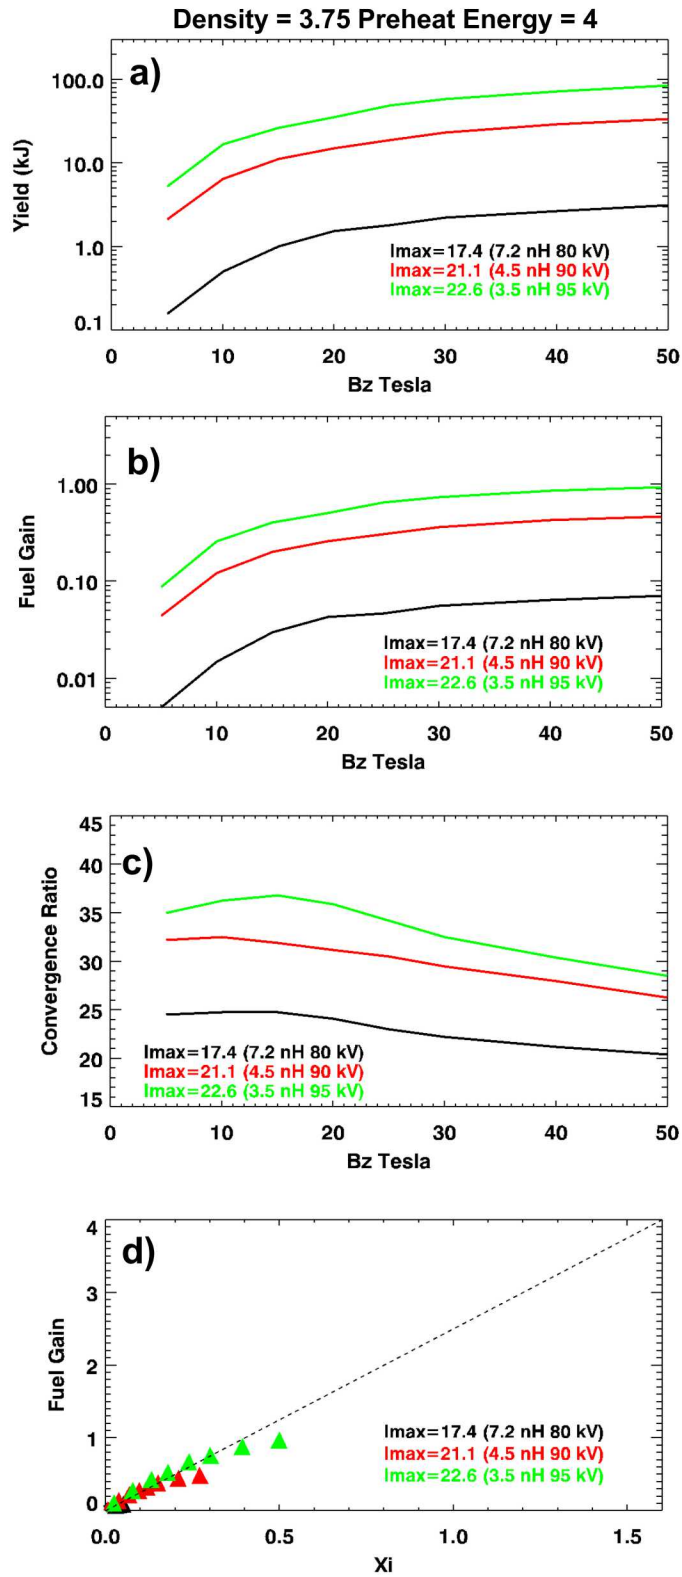 Density = 3.75 Preheat Energy = 4
a)
Yield (kJ)
100.0
10.0
1.0
0.1
Imax=17.4 (7.2 nH 80 kV)
Imax=21.1 (4.5 nH 90 kV)
Imax=22.6 (3.5 nH 95 kV)
0 10 20 30 40 50
Bz Tesla
b)
Fuel Gain
1.00
0.10
0.01
Imax=17.4 (7.2 nH 80 kV)
Imax=21.1 (4.5 nH 90 kV)
Imax=22.6 (3.5 nH 95 kV)
0 10 20 30 40 50
Bz Tesla
c)
Convergence Ratio
45
40
35
30
25
20
15
Imax=17.4 (7.2 nH 80 kV)
Imax=21.1 (4.5 nH 90 kV)
Imax=22.6 (3.5 nH 95 kV)
0 10 20 30 40 50
Bz Tesla
d)
Fuel Gain
4
3
2
1
0
Imax=17.4 (7.2 nH 80 kV)
Imax=21.1 (4.5 nH 90 kV)
Imax=22.6 (3.5 nH 95 kV)
0.0 0.5 1.0 1.5
Xi